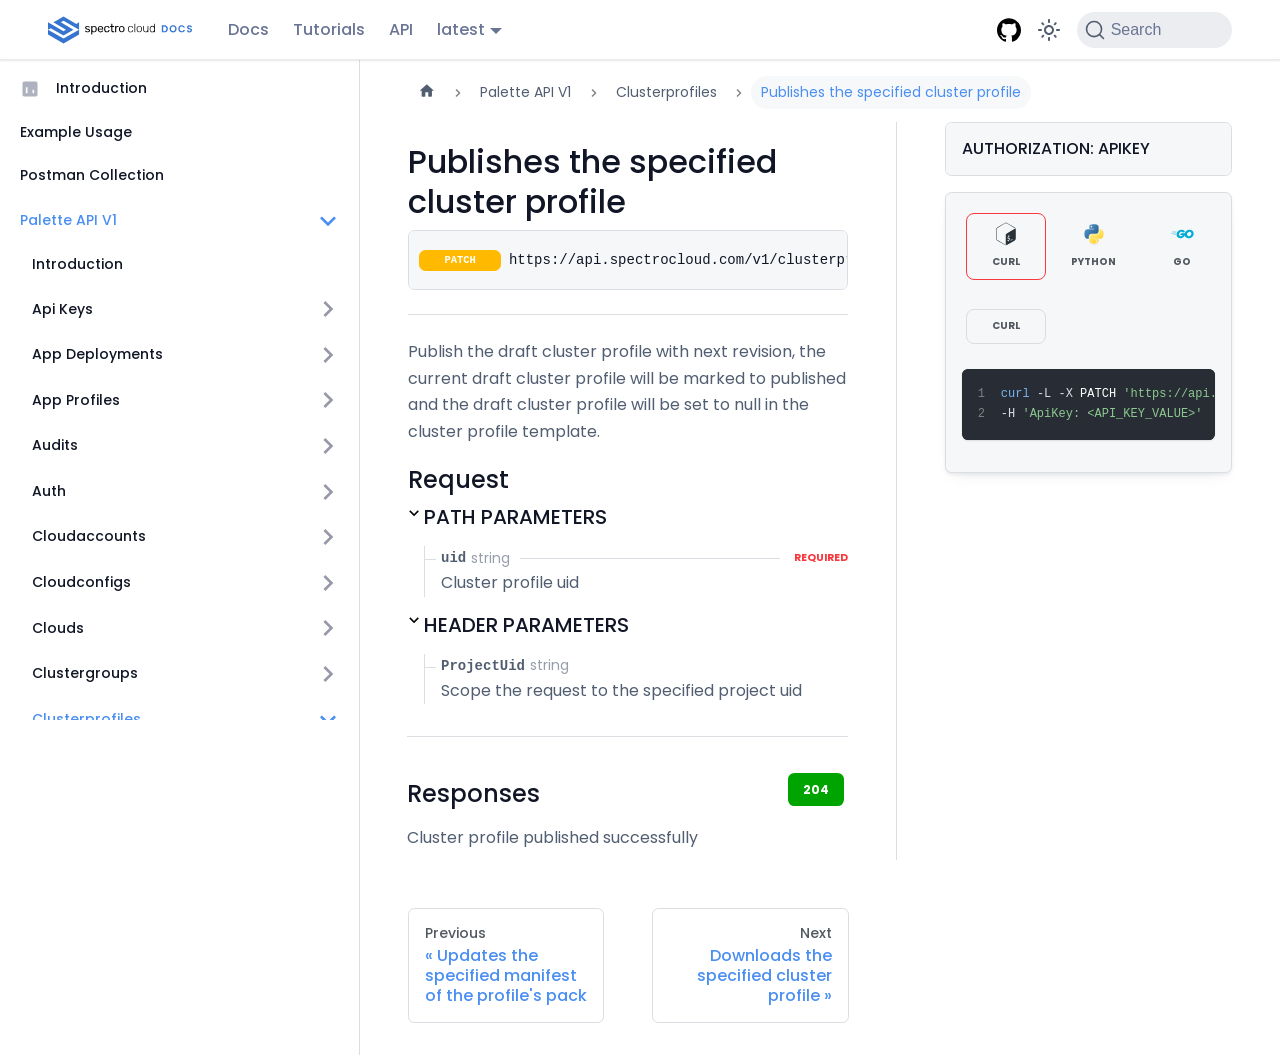 spectro cloud DOCS
Docs
Tutorials
API
latest
Search
Introduction
Example Usage
Postman Collection
Palette API V1
Introduction
Api Keys
App Deployments
App Profiles
Audits
Auth
Cloudaccounts
Cloudconfigs
Clouds
Clustergroups
Clusterprofiles
Palette API V1
Clusterprofiles
Publishes the specified cluster profile
Publishes the specified
cluster profile
PATCH https://api.spectrocloud.com/v1/clusterp
Publish the draft cluster profile with next revision, the
current draft cluster profile will be marked to published
and the draft cluster profile will be set to null in the
cluster profile template.
Request
PATH PARAMETERS
uid string REQUIRED
Cluster profile uid
HEADER PARAMETERS
ProjectUid string
Scope the request to the specified project uid
Responses
204
Cluster profile published successfully
Previous
« Updates the
specified manifest
of the profile's pack
Next
Downloads the
specified cluster
profile »
AUTHORIZATION: APIKEY
CURL
PYTHON
GO
CURL
1 curl -L -X PATCH 'https://api.
2 -H 'ApiKey: <API_KEY_VALUE>'